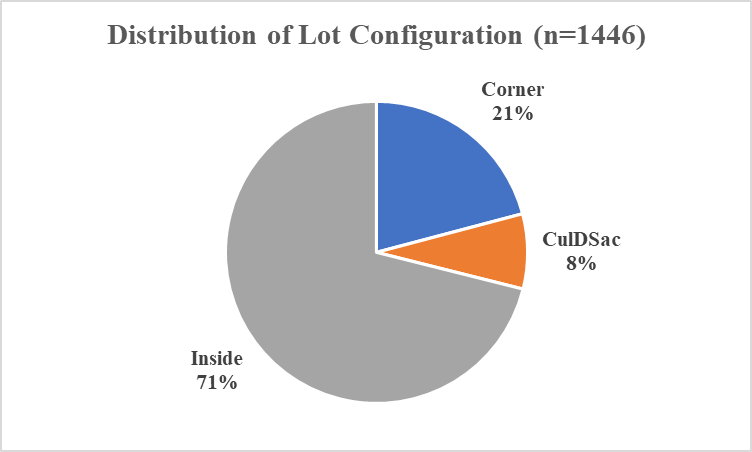 Distribution of Lot Configuration (n=1446)
Corner
21%
CulDSac
8%
Inside
71%